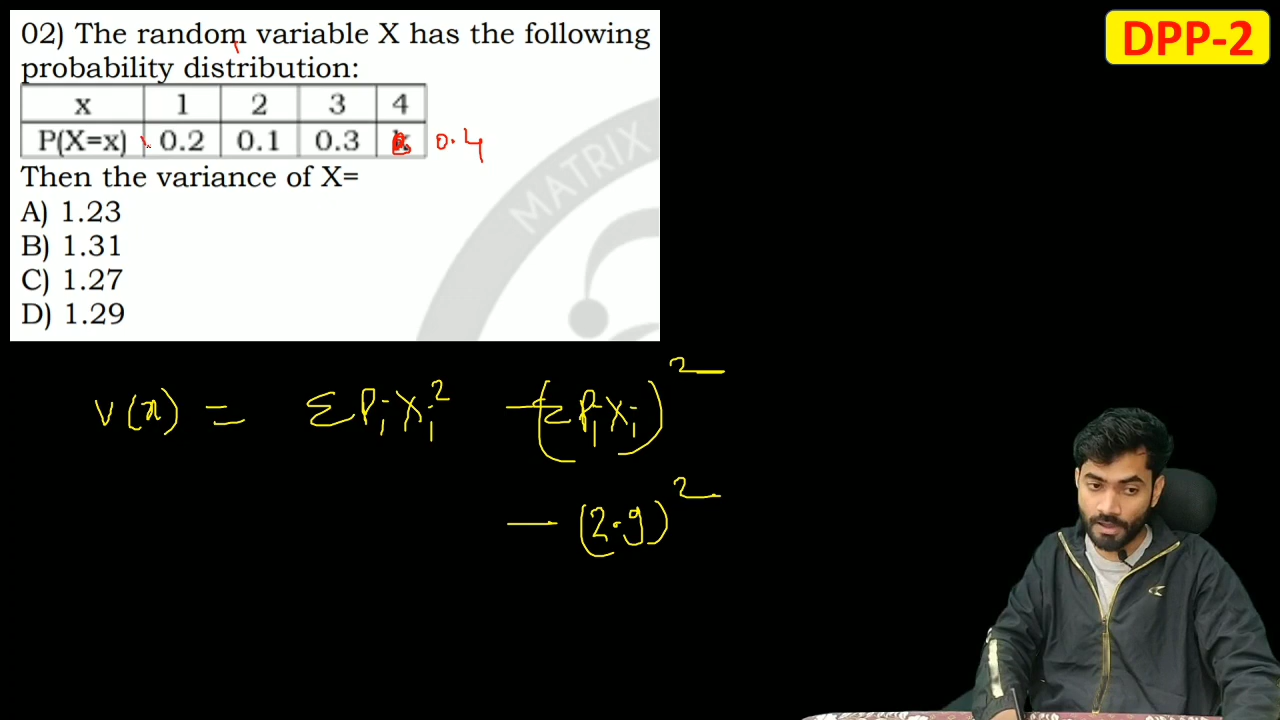 DPP-2
02) The random variable X has the following
probability distribution:
x 1 2 3 4
P(X=x) 0.2 0.1 0.3 k 0.4
Then the variance of X=
A) 1.23
B) 1.31
C) 1.27
D) 1.29
MATRIX
v(x) = ΣPᵢXᵢ² - (ΣPᵢXᵢ)²
- (2.9)²